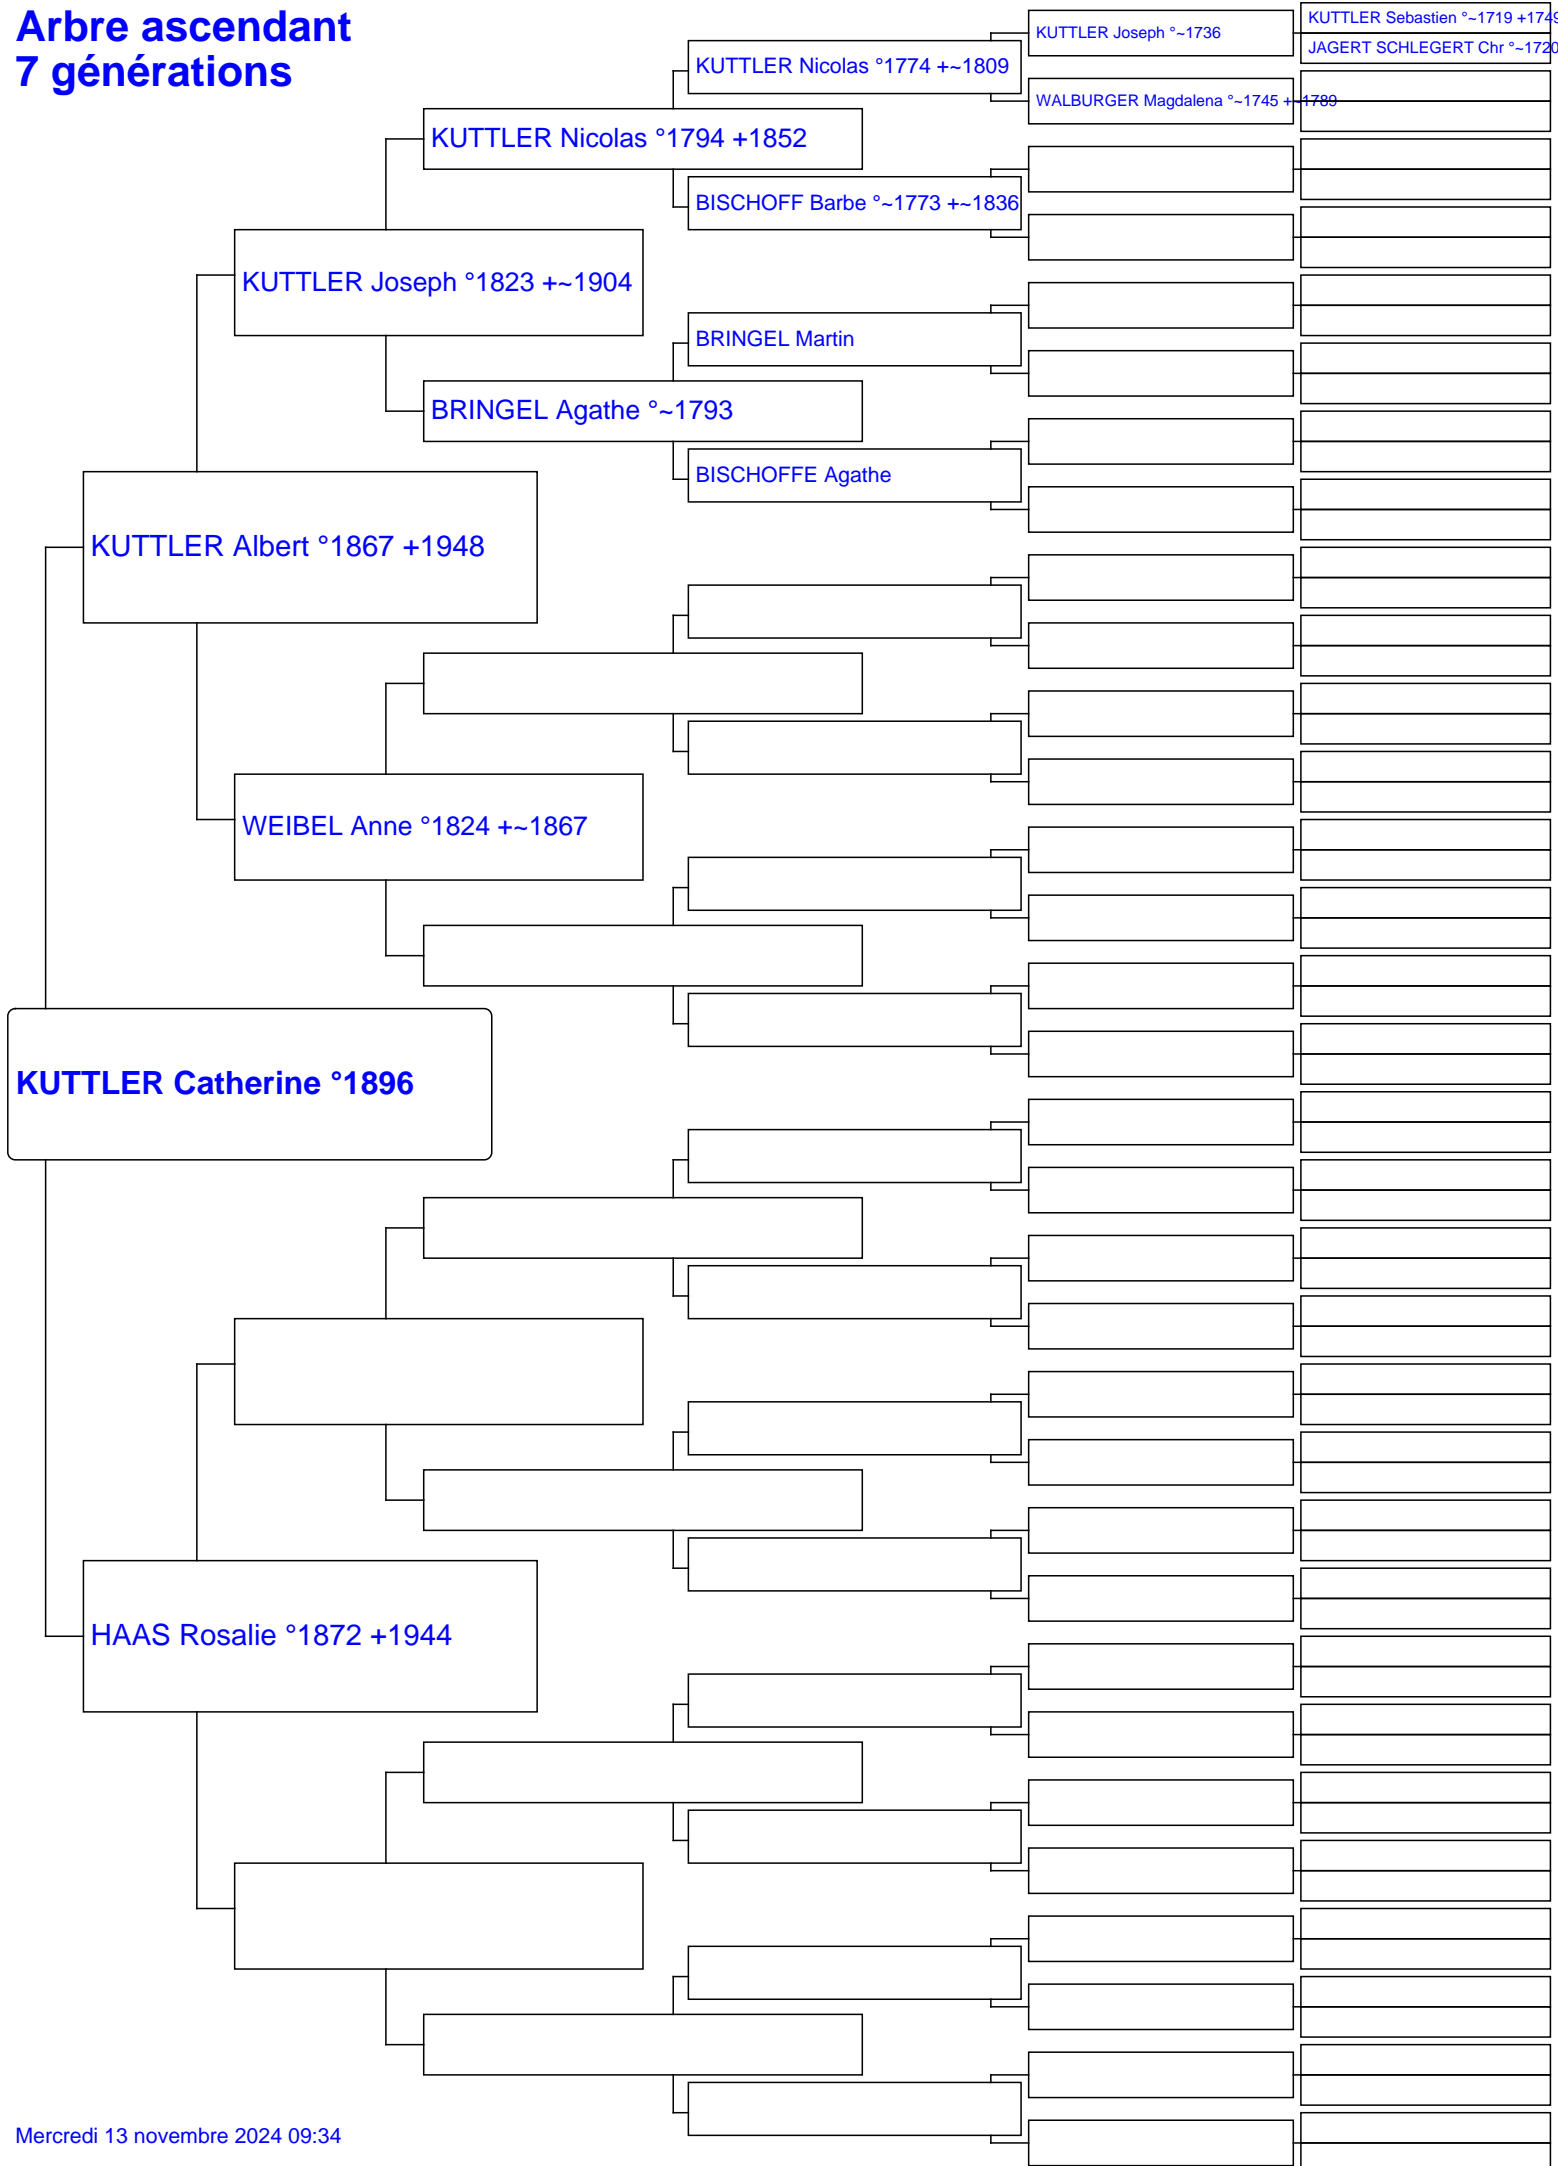 Arbre ascendant
7 générations
KUTTLER Sebastien °~1719 +1749
KUTTLER Joseph °~1736
JAGERT SCHLEGERT Chr °~1720
KUTTLER Nicolas °1774 +~1809
WALBURGER Magdalena °~1745 +~1789
KUTTLER Nicolas °1794 +1852
BISCHOFF Barbe °~1773 +~1836
KUTTLER Joseph °1823 +~1904
BRINGEL Martin
BRINGEL Agathe °~1793
BISCHOFFE Agathe
KUTTLER Albert °1867 +1948
WEIBEL Anne °1824 +~1867
KUTTLER Catherine °1896
HAAS Rosalie °1872 +1944
Mercredi 13 novembre 2024 09:34